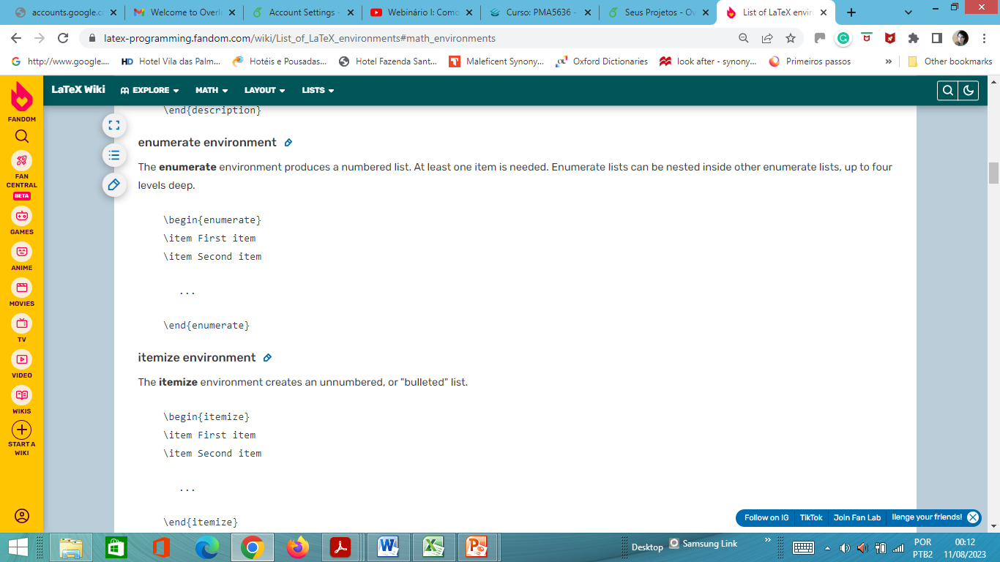 accounts.google.c
Welcome to Overl
Account Settings -
Webinário I: Como
Curso: PMA5636 -
Seus Projetos - Ov
List of LaTeX envir
latex-programming.fandom.com/wiki/List_of_LaTeX_environments#math_environments
http://www.google....
HD Hotel Vila das Palm...
Hotéis e Pousadas...
Hotel Fazenda Sant...
Maleficent Synony...
Oxford Dictionaries
look after - synony...
Primeiros passos
»
Other bookmarks
FANDOM
FAN
CENTRAL
BETA
GAMES
ANIME
MOVIES
TV
VIDEO
WIKIS
START A
WIKI
LaTeX Wiki
EXPLORE
MATH
LAYOUT
LISTS
\end{description}
enumerate environment
The enumerate environment produces a numbered list. At least one item is needed. Enumerate lists can be nested inside other enumerate lists, up to four
levels deep.
\begin{enumerate}
\item First item
\item Second item
...
\end{enumerate}
itemize environment
The itemize environment creates an unnumbered, or "bulleted" list.
\begin{itemize}
\item First item
\item Second item
...
\end{itemize}
Follow on IG
TikTok
Join Fan Lab
llenge your friends!
Desktop
Samsung Link
»
POR
PTB2
00:12
11/08/2023